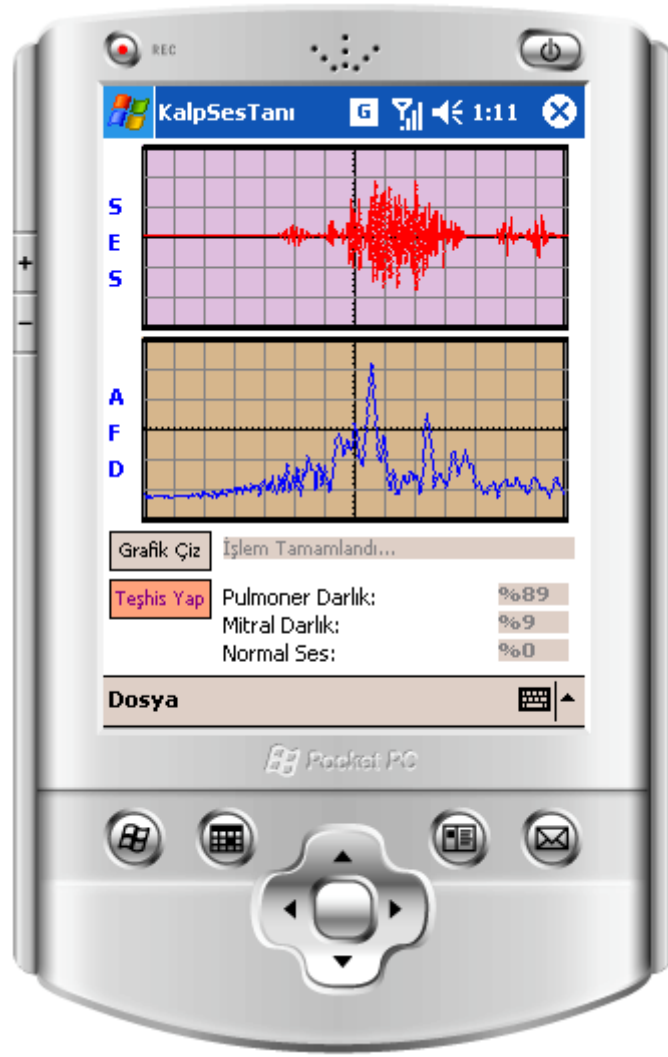 REC
KalpSesTanı G 1:11
S
E
S
A
F
D
Grafik Çiz İşlem Tamamlandı...
Teşhis Yap Pulmoner Darlık: %89
Mitral Darlık: %9
Normal Ses: %0
Dosya
Pocket PC
+
−